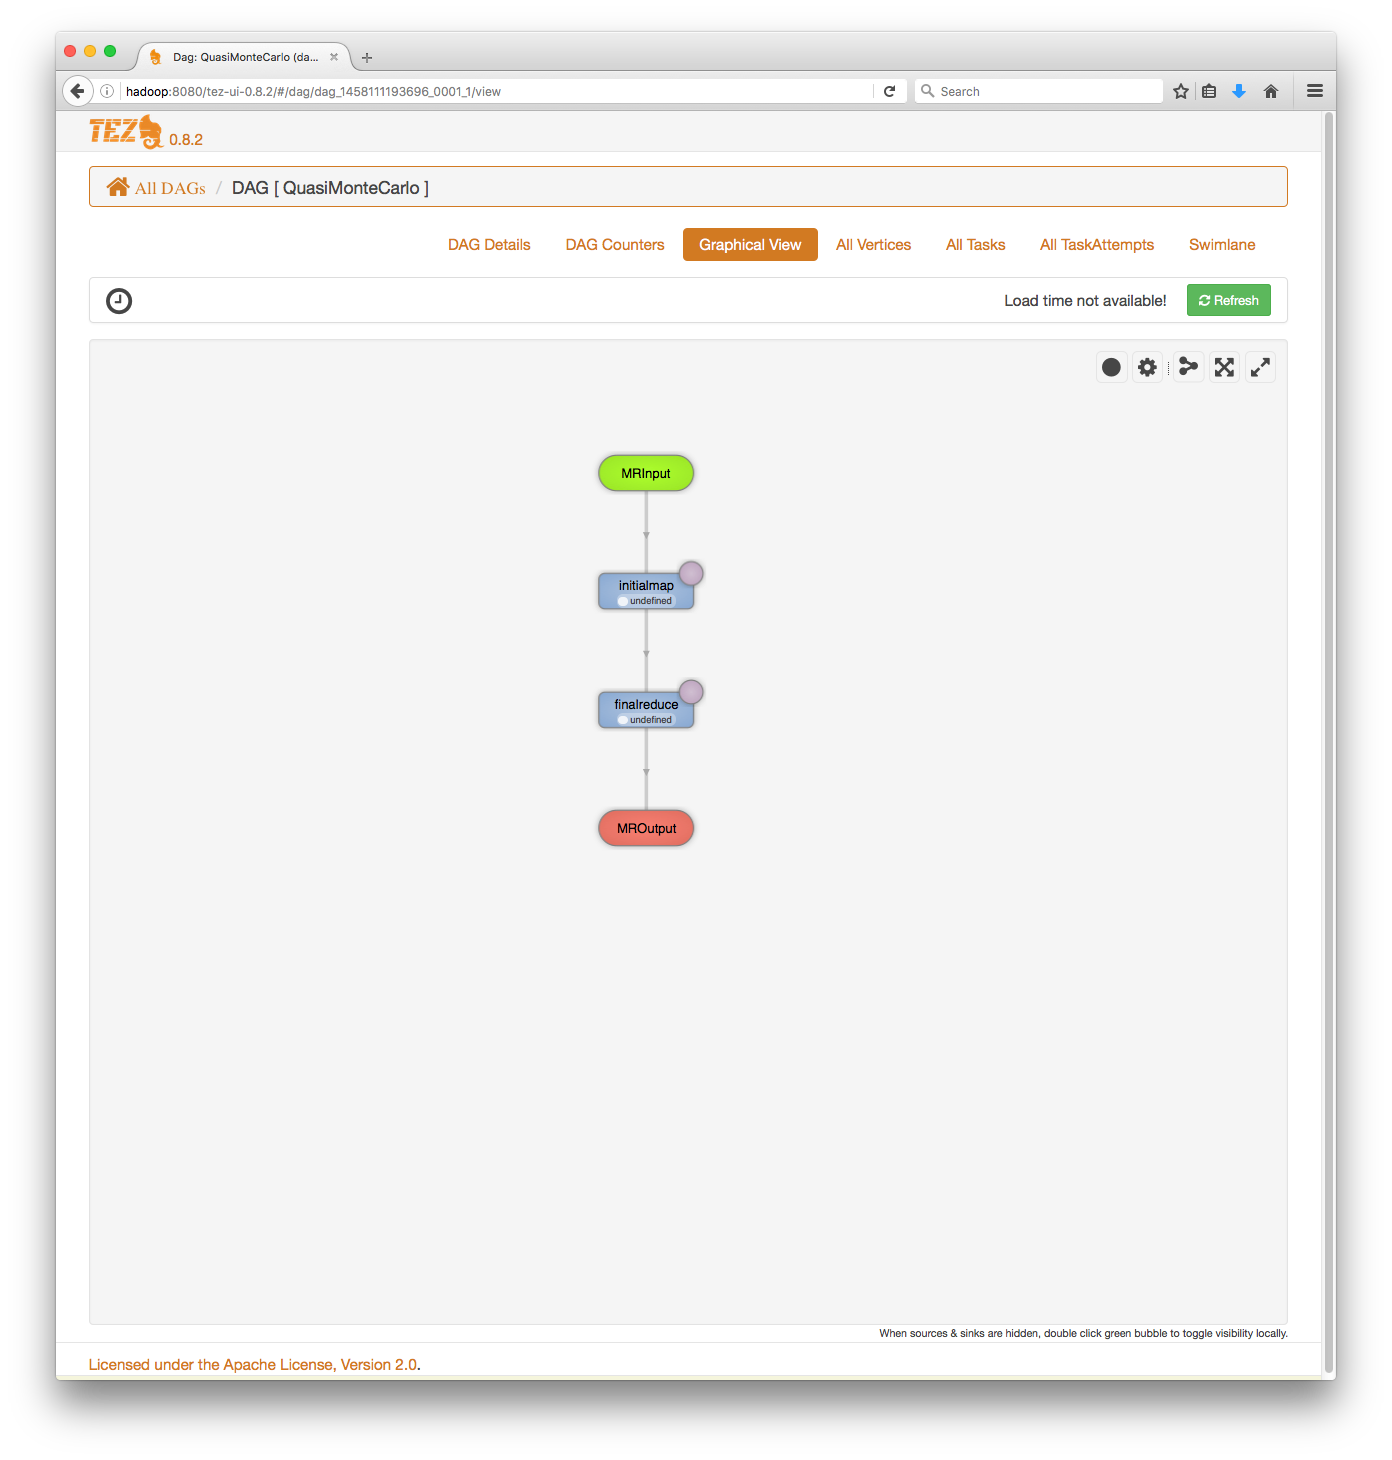 Dag: QuasiMonteCarlo (da...
hadoop:8080/tez-ui-0.8.2/#/dag/dag_1458111193696_0001_1/view
Search
TEZ 0.8.2
All DAGs / DAG [ QuasiMonteCarlo ]
DAG Details DAG Counters Graphical View All Vertices All Tasks All TaskAttempts Swimlane
Load time not available! Refresh
MRInput
initialmap
undefined
finalreduce
undefined
MROutput
When sources & sinks are hidden, double click green bubble to toggle visibility locally.
Licensed under the Apache License, Version 2.0.